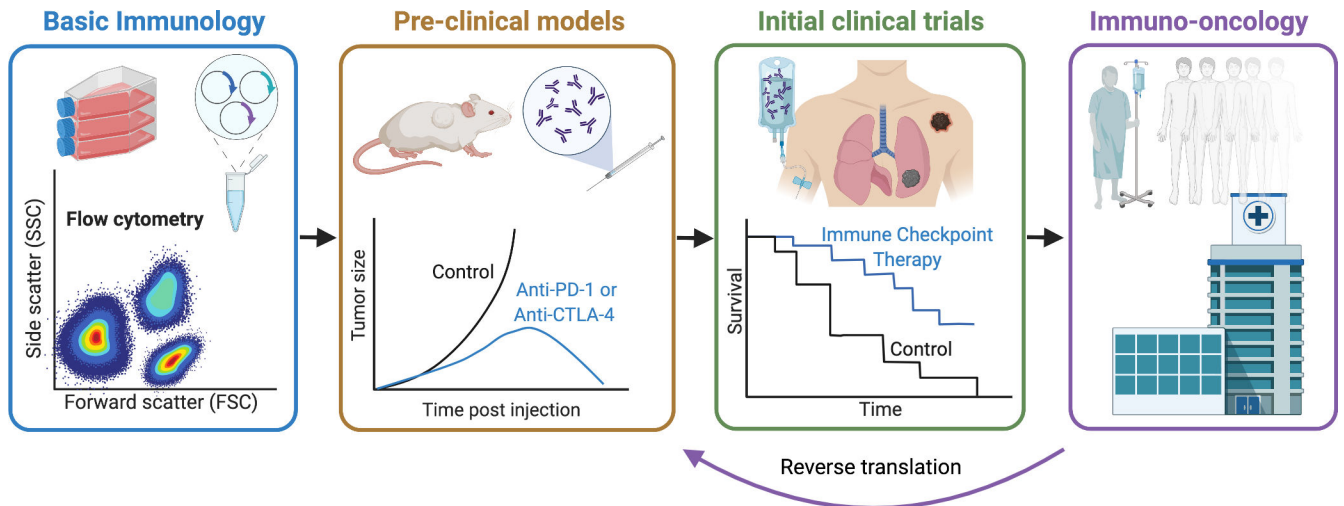 Basic Immunology
Pre-clinical models
Initial clinical trials
Immuno-oncology
Flow cytometry
Side scatter (SSC)
Forward scatter (FSC)
Tumor size
Control
Anti-PD-1 or
Anti-CTLA-4
Time post injection
Survival
Immune Checkpoint
Therapy
Control
Time
Reverse translation